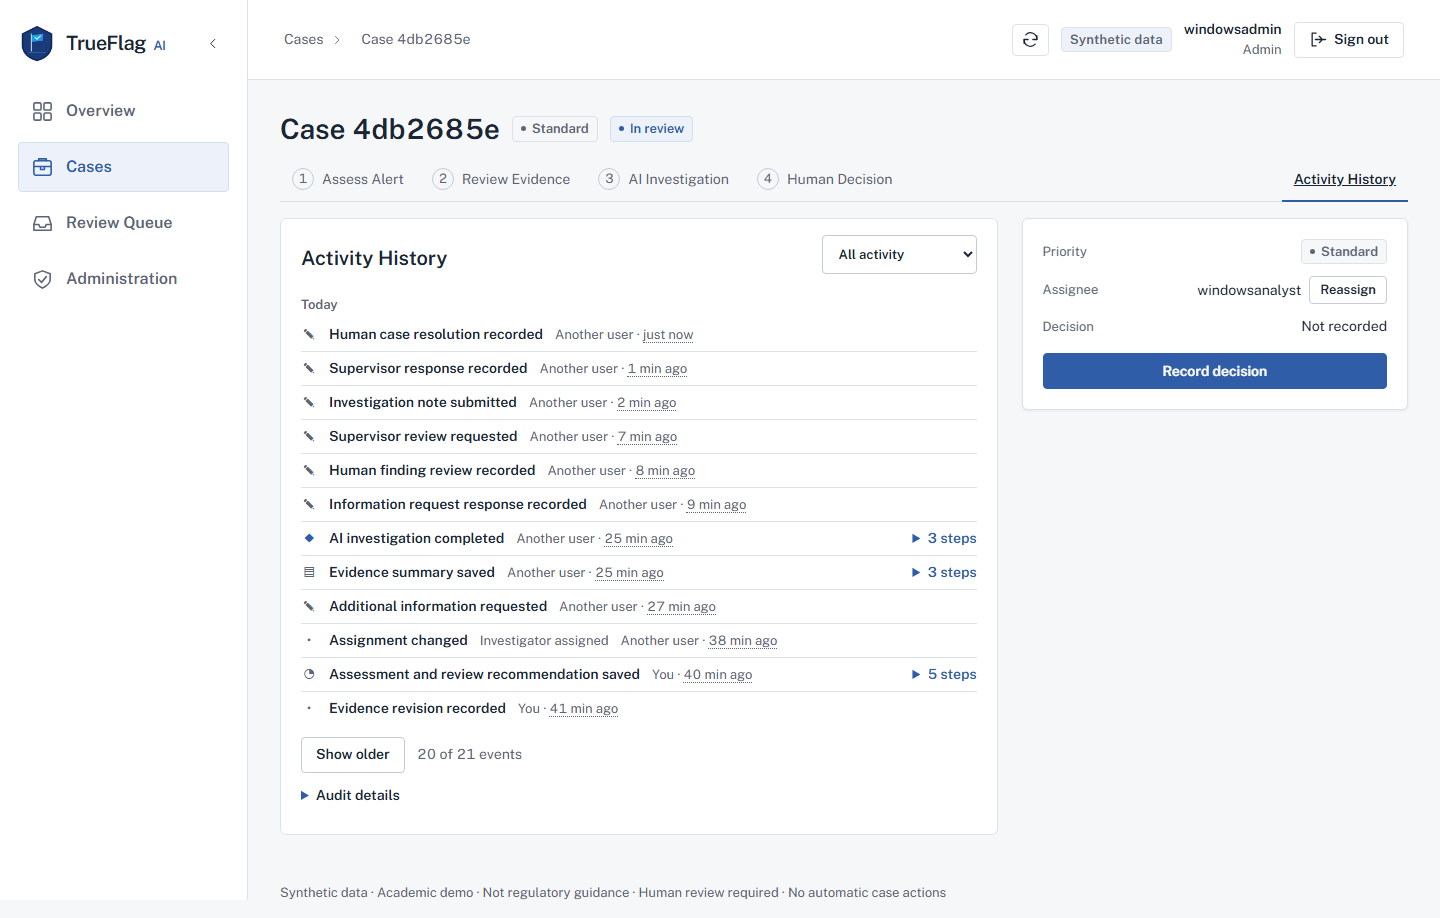 TrueFlag AI
Cases > Case 4db2685e
Synthetic data
windowsadmin
Admin
Sign out
Overview
Cases
Review Queue
Administration
Case 4db2685e
Standard
In review
1 Assess Alert
2 Review Evidence
3 AI Investigation
4 Human Decision
Activity History
Activity History
All activity
Today
Human case resolution recorded Another user · just now
Supervisor response recorded Another user · 1 min ago
Investigation note submitted Another user · 2 min ago
Supervisor review requested Another user · 7 min ago
Human finding review recorded Another user · 8 min ago
Information request response recorded Another user · 9 min ago
AI investigation completed Another user · 25 min ago 3 steps
Evidence summary saved Another user · 25 min ago 3 steps
Additional information requested Another user · 27 min ago
Assignment changed Investigator assigned Another user · 38 min ago
Assessment and review recommendation saved You · 40 min ago 5 steps
Evidence revision recorded You · 41 min ago
Show older 20 of 21 events
Audit details
Priority Standard
Assignee windowsanalyst Reassign
Decision Not recorded
Record decision
Synthetic data · Academic demo · Not regulatory guidance · Human review required · No automatic case actions